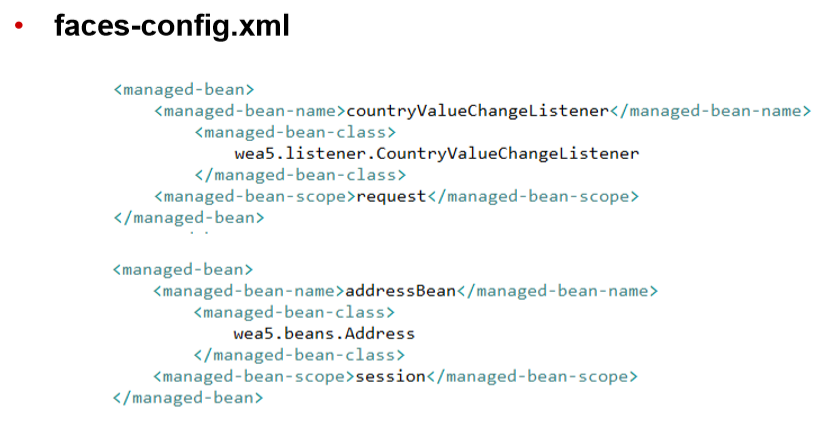 • faces-config.xml
<managed-bean>
<managed-bean-name>countryValueChangeListener</managed-bean-name>
<managed-bean-class>
wea5.listener.CountryValueChangeListener
</managed-bean-class>
<managed-bean-scope>request</managed-bean-scope>
</managed-bean>
<managed-bean>
<managed-bean-name>addressBean</managed-bean-name>
<managed-bean-class>
wea5.beans.Address
</managed-bean-class>
<managed-bean-scope>session</managed-bean-scope>
</managed-bean>